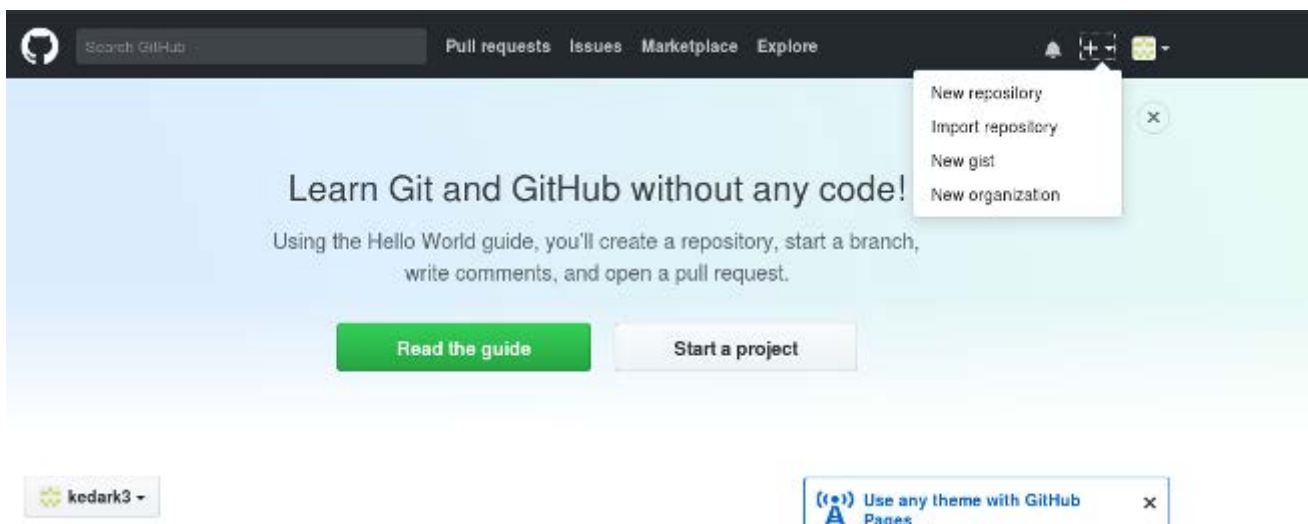 Search GitHub
Pull requests Issues Marketplace Explore
New repository
Import repository
New gist
New organization
Learn Git and GitHub without any code!
Using the Hello World guide, you'll create a repository, start a branch,
write comments, and open a pull request.
Read the guide Start a project
kedark3
Use any theme with GitHub
Pages